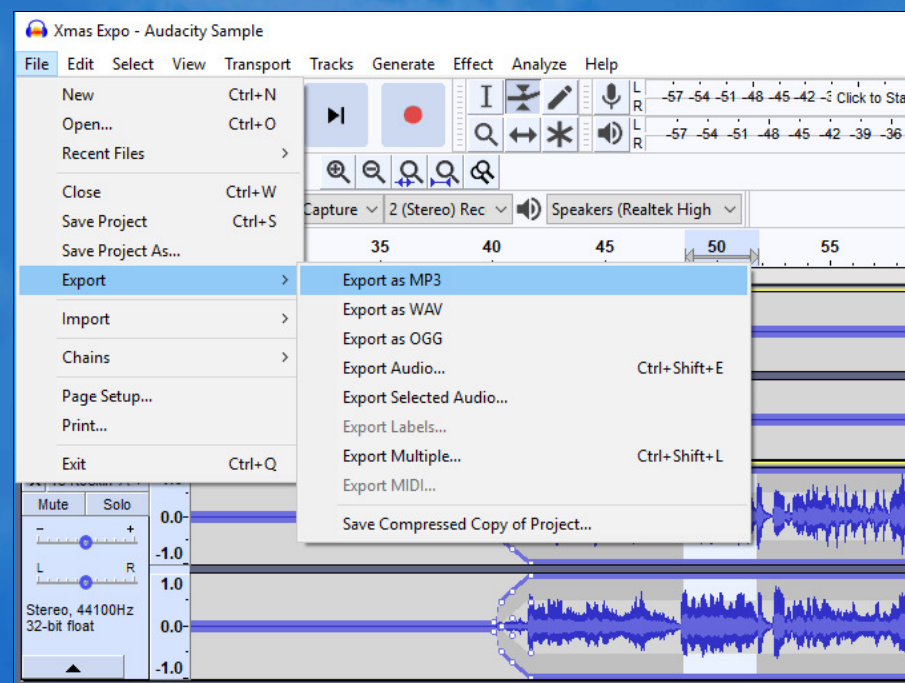 Xmas Expo - Audacity Sample
File Edit Select View Transport Tracks Generate Effect Analyze Help
New Ctrl+N
Open... Ctrl+O
Recent Files >
Close Ctrl+W
Save Project Ctrl+S
Save Project As...
Export >
Import >
Chains >
Page Setup...
Print...
Exit Ctrl+Q
L
R
-57 -54 -51 -48 -45 -42 -3 Click to Sta
L
R
-57 -54 -51 -48 -45 -42 -39 -36
Capture 2 (Stereo) Rec Speakers (Realtek High
35 40 45 50 55
Export as MP3
Export as WAV
Export as OGG
Export Audio... Ctrl+Shift+E
Export Selected Audio...
Export Labels...
Export Multiple... Ctrl+Shift+L
Export MIDI...
Save Compressed Copy of Project...
Mute Solo
- +
L R
Stereo, 44100Hz
32-bit float
0.0-
-1.0
1.0
0.0-
-1.0